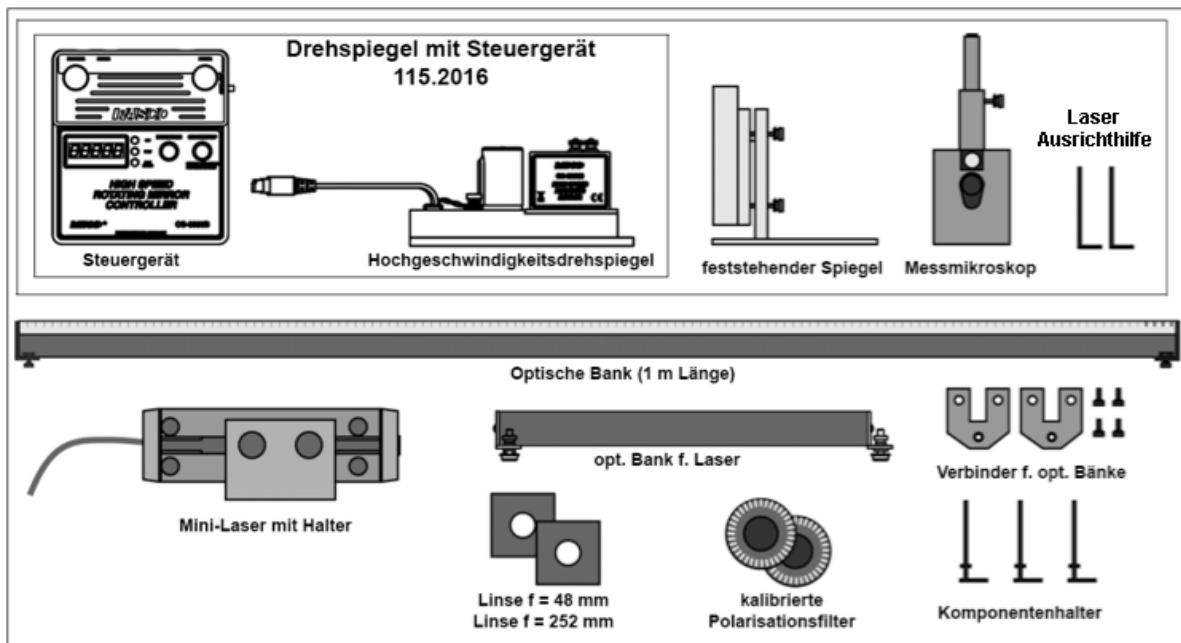 Drehspiegel mit Steuergerät
115.2016
PASCO
HIGH SPEED
ROTATING MIRROR
CONTROLLER
Steuergerät
Hochgeschwindigkeitsdrehspiegel
feststehender Spiegel
Messmikroskop
Laser
Ausrichthilfe
Optische Bank (1 m Länge)
Mini-Laser mit Halter
opt. Bank f. Laser
Verbinder f. opt. Bänke
Linse f = 48 mm
Linse f = 252 mm
kalibrierte
Polarisationsfilter
Komponentenhalter